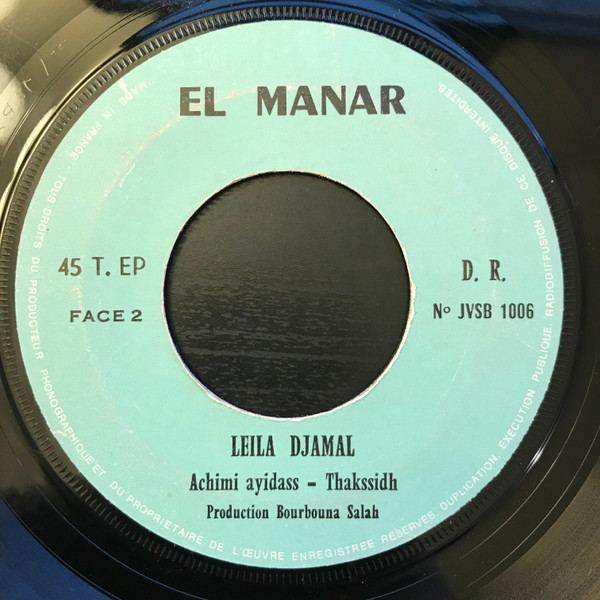 EL MANAR
45 T. EP
FACE 2
D. R.
No JVSB 1006
LEILA DJAMAL
Achimi ayidass - Thakssidh
Production Bourbouna Salah
MADE IN FRANCE - TOUS DROITS DU PRODUCTEUR PHONOGRAPHIQUE ET DU PROPRIETAIRE DE L'ŒUVRE ENREGISTREE RESERVES. DUPLICATION, EXECUTION PUBLIQUE, RADIODIFFUSION DE CE DISQUE INTERDITES